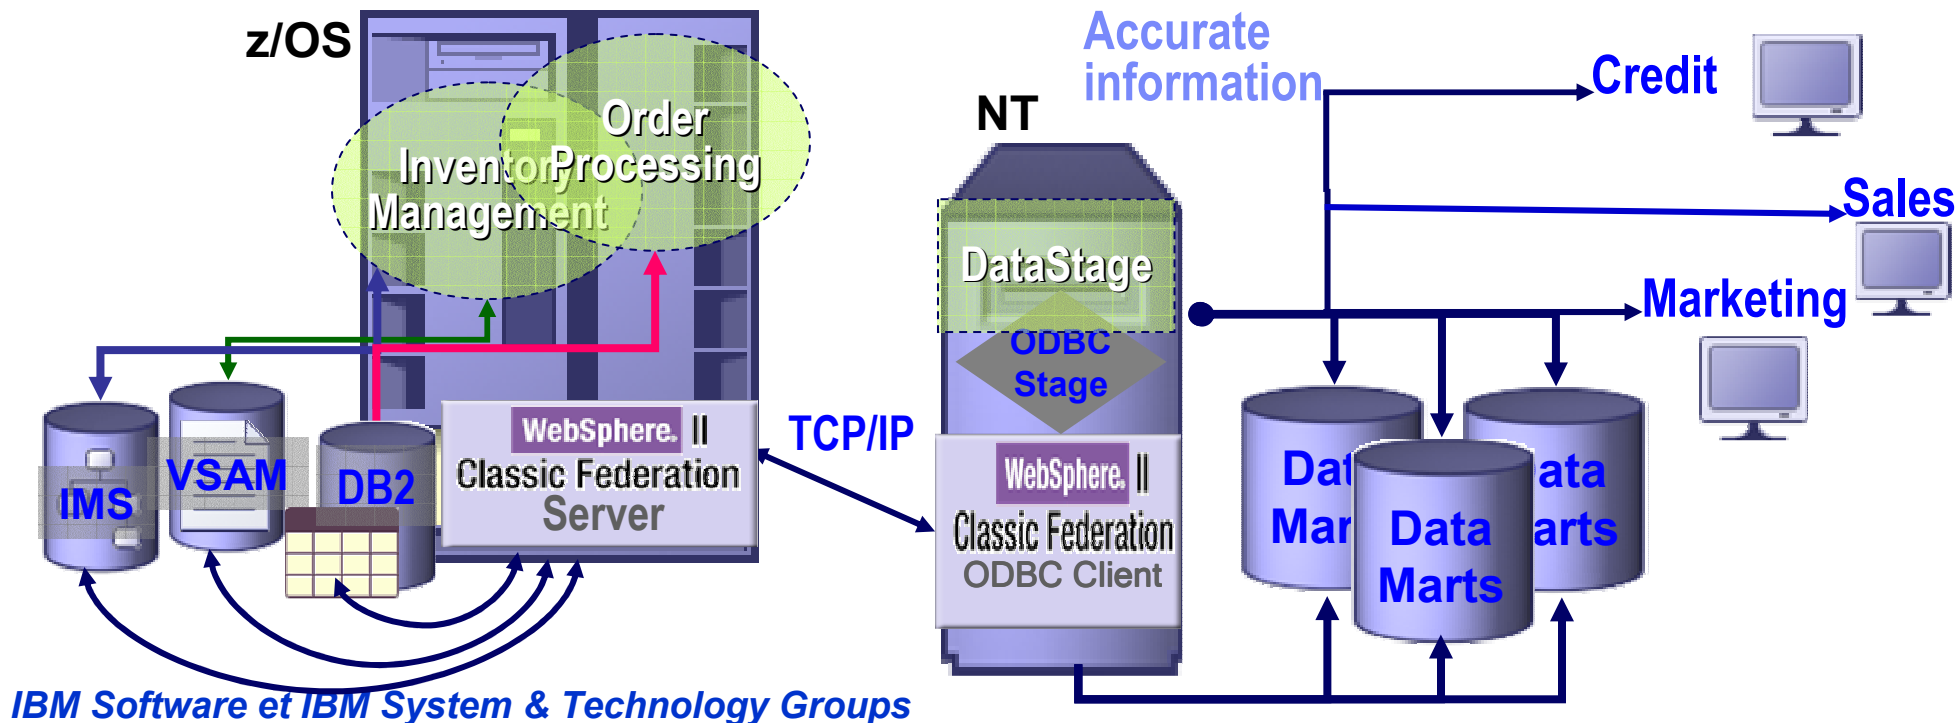 z/OS
Order
Processing
Inventory
Management
IMS
VSAM
DB2
WebSphere. II
Classic Federation
Server
TCP/IP
NT
DataStage
ODBC
Stage
WebSphere. II
Classic Federation
ODBC Client
Accurate
information
Credit
Sales
Marketing
Data
Marts
Data
Marts
Data
Marts
IBM Software et IBM System & Technology Groups